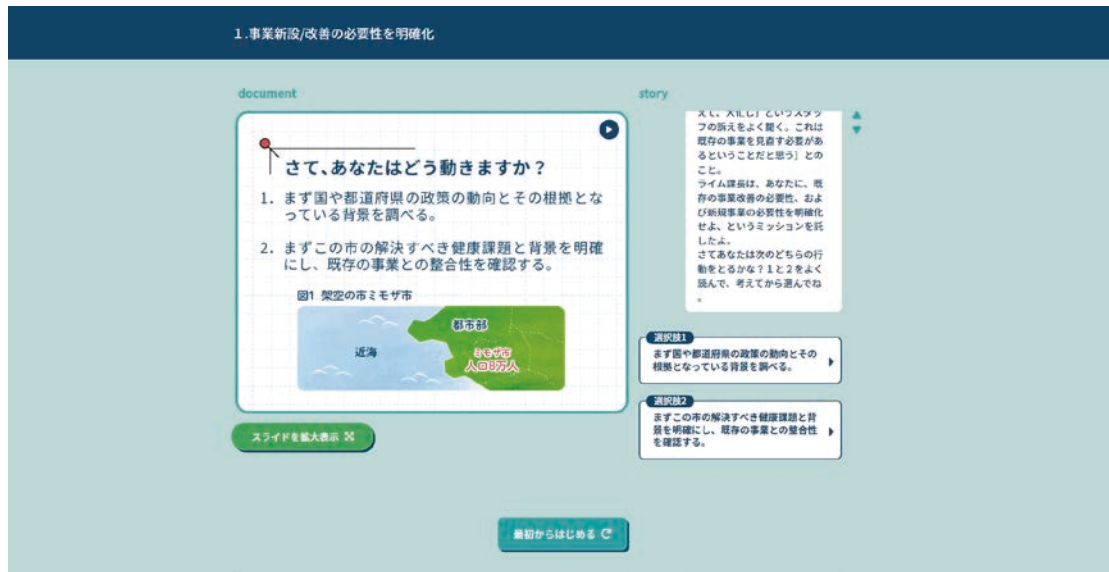 1.事業新設/改善の必要性を明確化
document
さて、あなたはどう動きますか?
1. まず国や都道府県の政策の動向とその根拠とな
っている背景を調べる。
2. まずこの市の解決すべき健康課題と背景を明確
にし、既存の事業との整合性を確認する。
図1 架空の市ミモザ市
都市部
近海
ミモザ市
人口8万人
スライドを拡大表示
story
フの訴えをよく聞く。これは
既存の事業を見直す必要があ
るということだと思う］との
こと。
ライム課長は、あなたに、既
存の事業改善の必要性、およ
び新規事業の必要性を明確化
せよ、というミッションを託
したよ。
さてあなたは次のどちらの行
動をとるかな?1と2をよく
読んで、考えてから選んでね
。
選択肢1
まず国や都道府県の政策の動向とその
根拠となっている背景を調べる。
選択肢2
まずこの市の解決すべき健康課題と背
景を明確にし、既存の事業との整合性
を確認する。
最初からはじめる